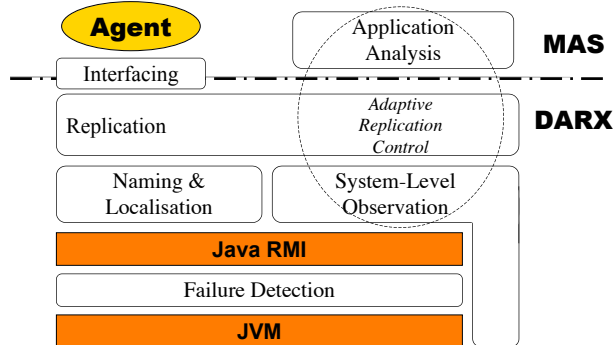 Agent
Application
Analysis
MAS
Interfacing
Replication
Adaptive
Replication
Control
DARX
Naming &
Localisation
System-Level
Observation
Java RMI
Failure Detection
JVM